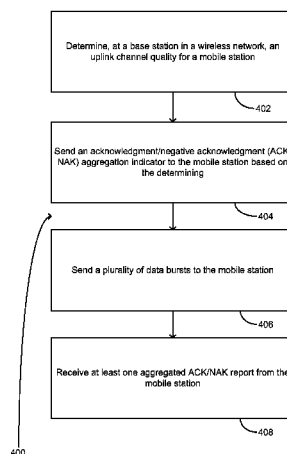 Determine, at a base station in a wireless network, an
uplink channel quality for a mobile station
402
Send an acknowledgment/negative acknowledgment (ACK/
NAK) aggregation indicator to the mobile station based on
the determining
404
Send a plurality of data bursts to the mobile station
406
Receive at least one aggregated ACK/NAK report from the
mobile station
408
400